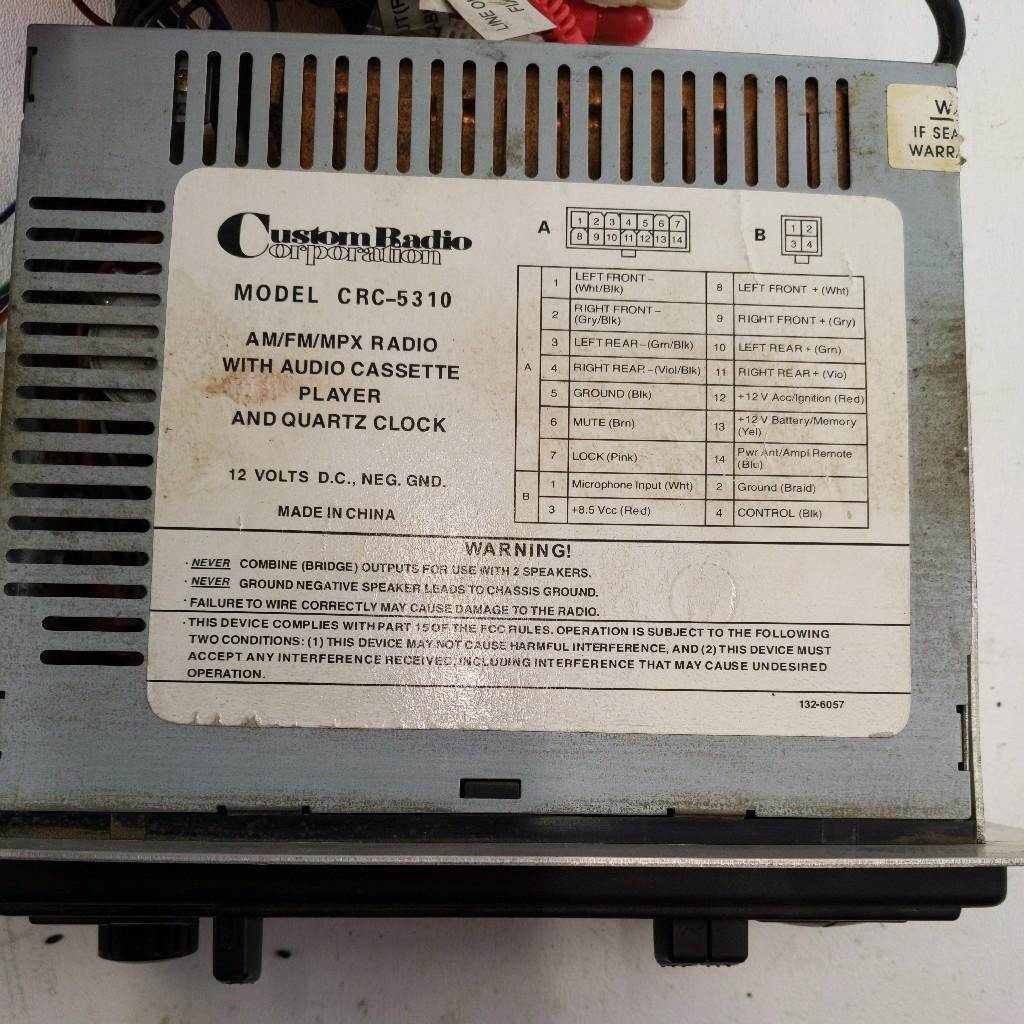 LINE O
W
IF SEA
WARRA
Custom Radio
Corporation
MODEL CRC-5310
AM/FM/MPX RADIO
WITH AUDIO CASSETTE
PLAYER
AND QUARTZ CLOCK
12 VOLTS D.C., NEG. GND.
MADE IN CHINA
A
1 2 3 4 5 6 7
8 9 10 11 12 13 14
B
1 2
3 4
A
1 LEFT FRONT – (Wht/Blk) 8 LEFT FRONT + (Wht)
2 RIGHT FRONT – (Gry/Blk) 9 RIGHT FRONT + (Gry)
3 LEFT REAR –(Grn/Blk) 10 LEFT REAR + (Grn)
4 RIGHT REAR –(Viol/Blk) 11 RIGHT REAR + (Vio)
5 GROUND (Blk) 12 +12 V Acc/Ignition (Red)
6 MUTE (Brn) 13 +12 V Battery/Memory (Yel)
7 LOCK (Pink) 14 Pwr Ant/Ampl Remote (Blu)
B
1 Microphone Input (Wht) 2 Ground (Braid)
3 +8.5 Vcc (Red) 4 CONTROL (Blk)
WARNING!
· NEVER COMBINE (BRIDGE) OUTPUTS FOR USE WITH 2 SPEAKERS.
· NEVER GROUND NEGATIVE SPEAKER LEADS TO CHASSIS GROUND.
· FAILURE TO WIRE CORRECTLY MAY CAUSE DAMAGE TO THE RADIO.
· THIS DEVICE COMPLIES WITH PART 15 OF THE FCC RULES. OPERATION IS SUBJECT TO THE FOLLOWING
TWO CONDITIONS: (1) THIS DEVICE MAY NOT CAUSE HARMFUL INTERFERENCE, AND (2) THIS DEVICE MUST
ACCEPT ANY INTERFERENCE RECEIVED, INCLUDING INTERFERENCE THAT MAY CAUSE UNDESIRED
OPERATION.
132-6057